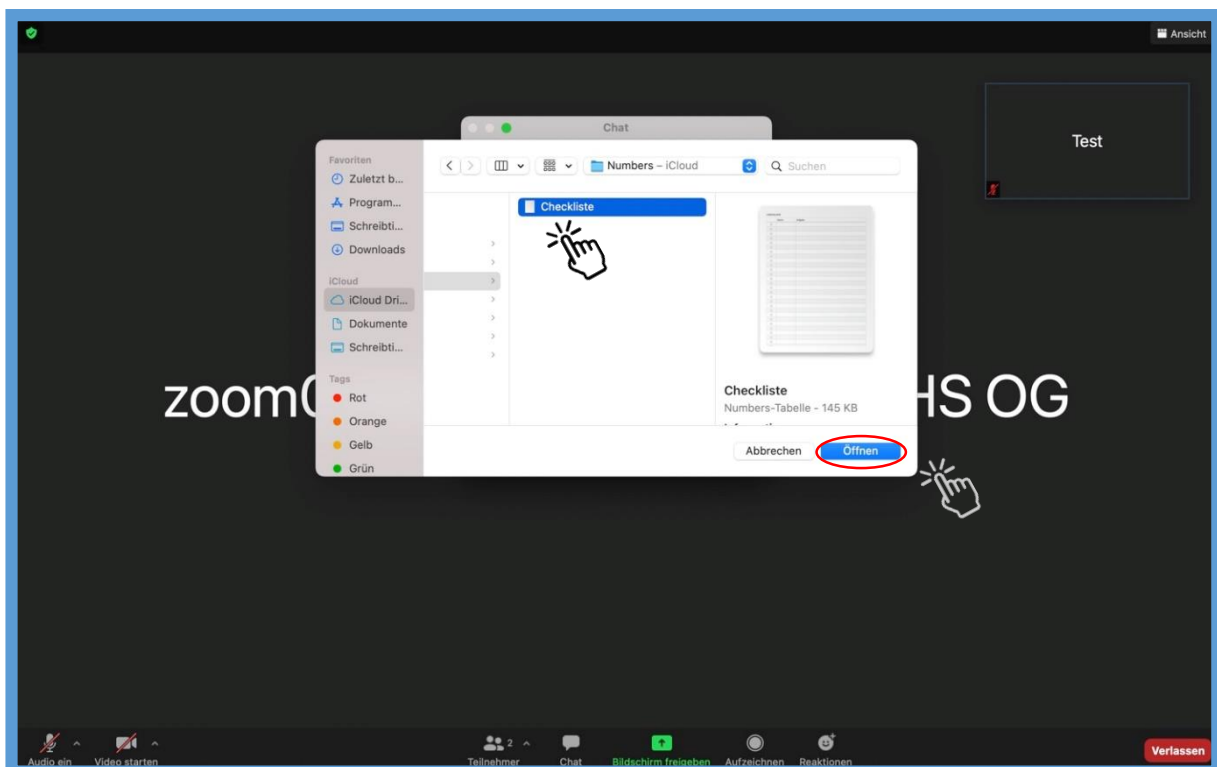 Ansicht
Test
Chat
Favoriten
Zuletzt b...
Program...
Schreibti...
Downloads
iCloud
iCloud Dri...
Dokumente
Schreibti...
Tags
Rot
Orange
Gelb
Grün
Numbers – iCloud
Suchen
Checkliste
Checkliste
Numbers-Tabelle - 145 KB
Abbrechen
Öffnen
zoom
HS OG
Audio ein
Video starten
2
Teilnehmer
Chat
Bildschirm freigeben
Aufzeichnen
Reaktionen
Verlassen